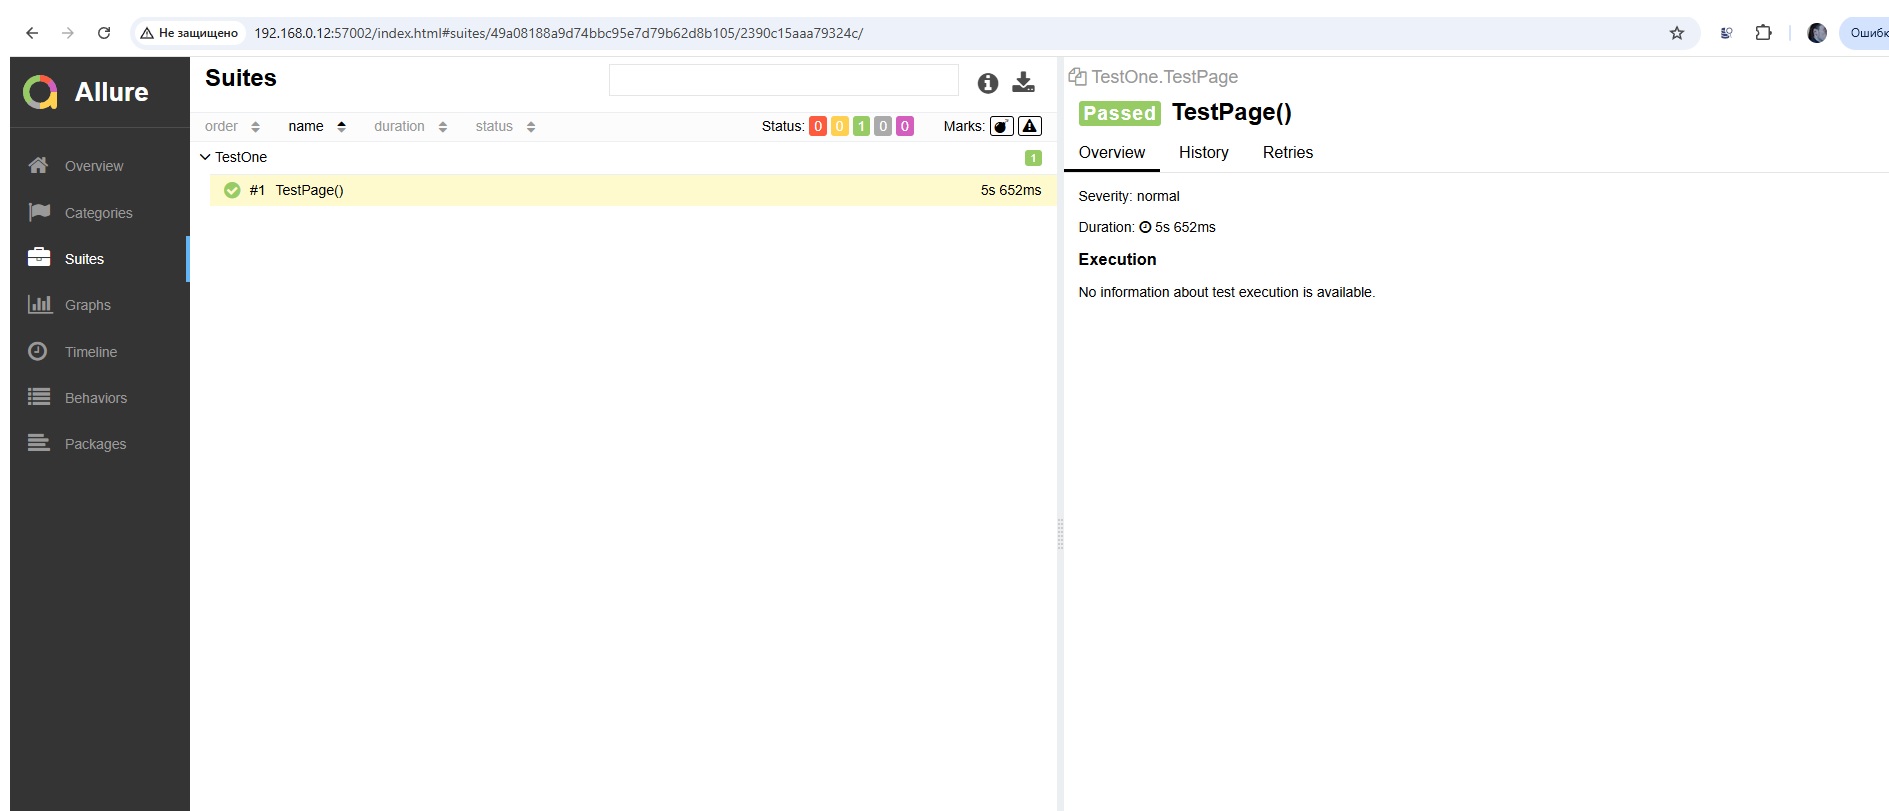 Не защищено
192.168.0.12:57002/index.html#suites/49a08188a9d74bbc95e7d79b62d8b105/2390c15aaa79324c/
Ошибк
Allure
Overview
Categories
Suites
Graphs
Timeline
Behaviors
Packages
Suites
order name duration status Status: 0 0 1 0 0 Marks:
TestOne 1
#1 TestPage() 5s 652ms
TestOne.TestPage
Passed TestPage()
Overview History Retries
Severity: normal
Duration: 5s 652ms
Execution
No information about test execution is available.